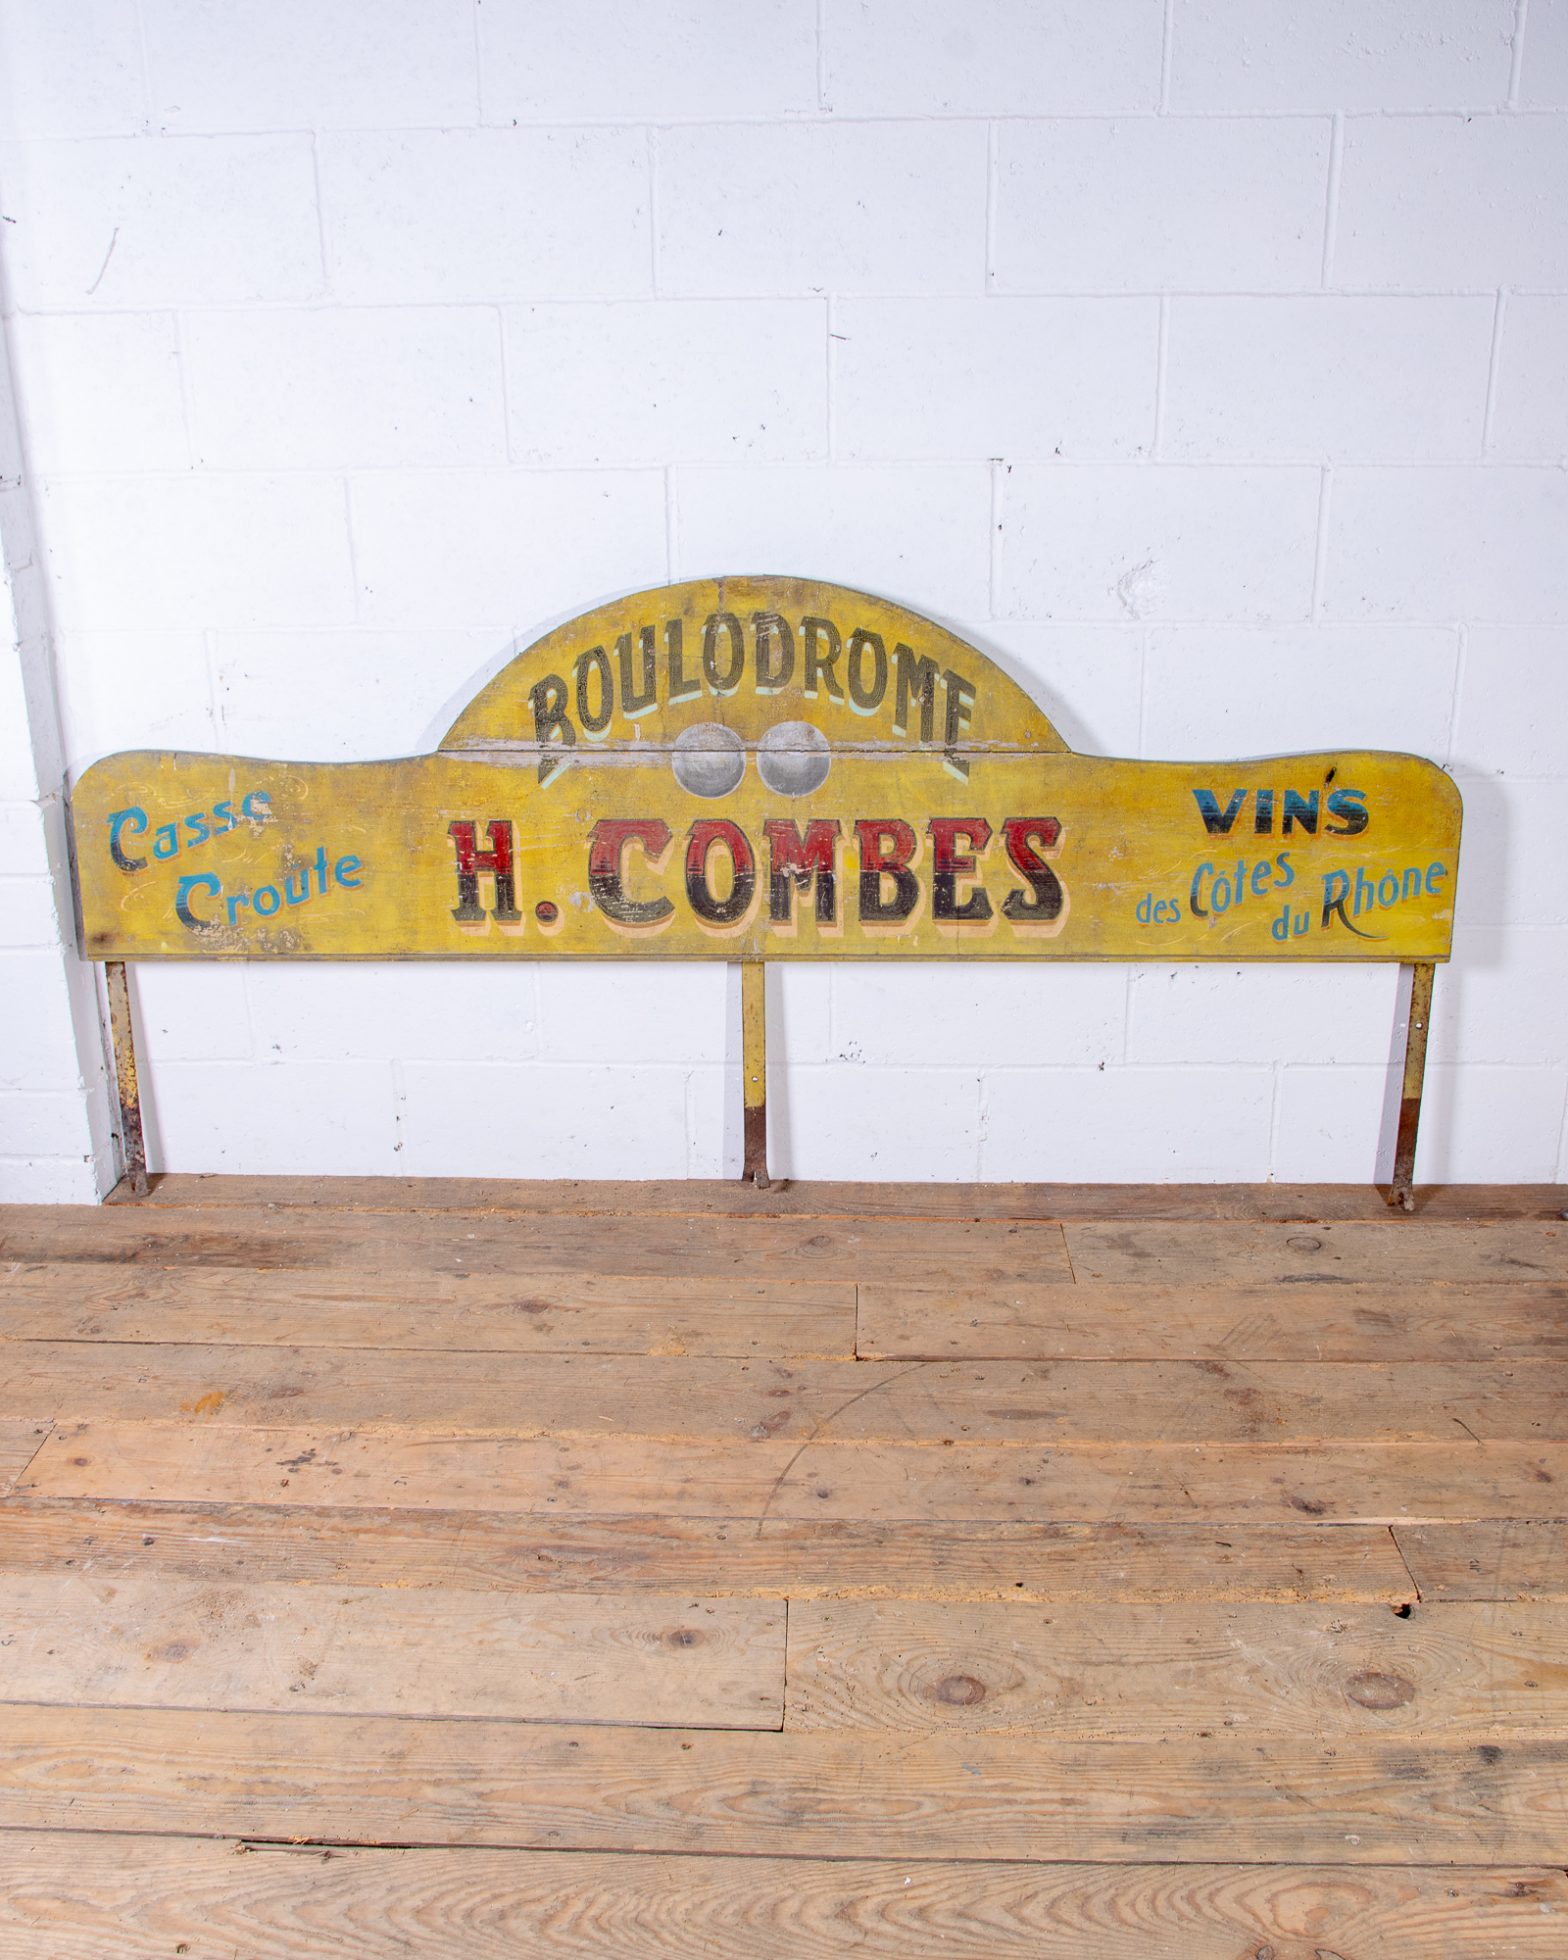 BOULODROME
Casse
Croute
H. COMBES
VINS
des Côtes
du Rhône